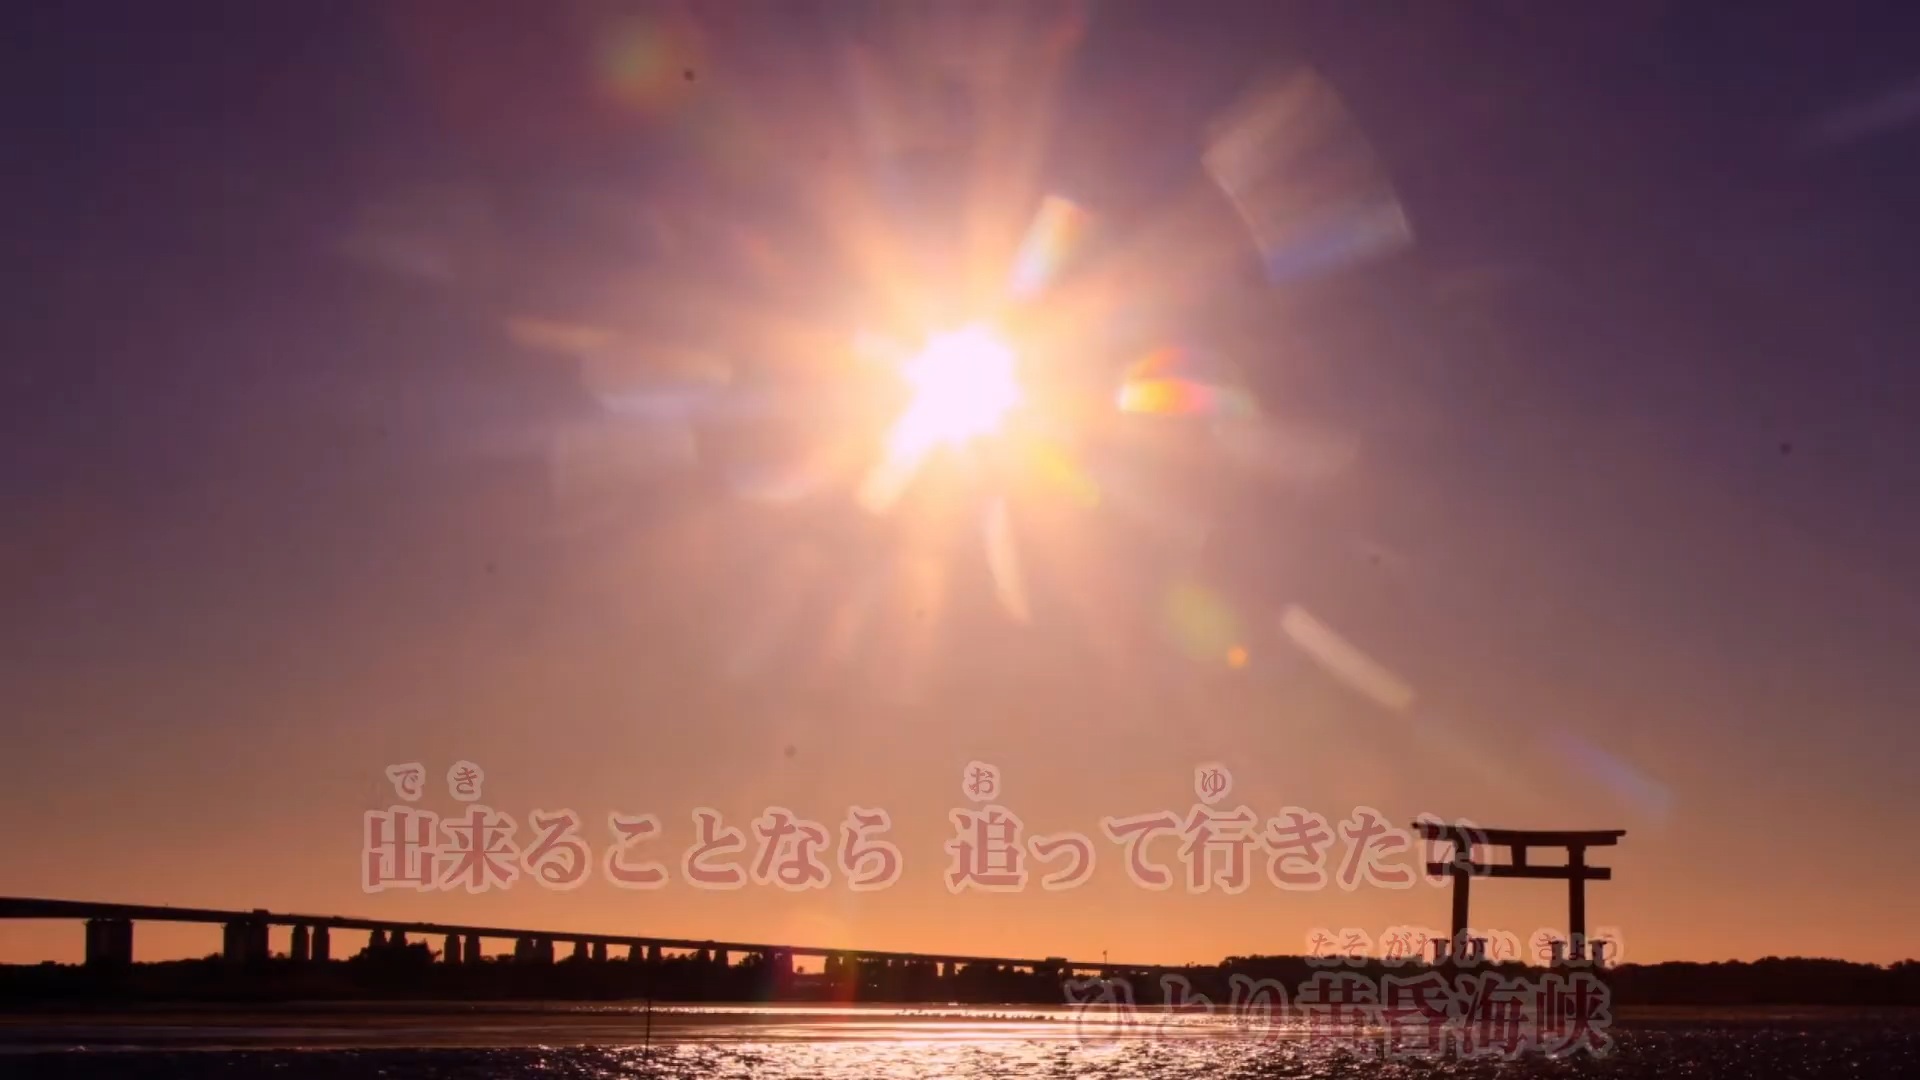 でき お ゆ
出来ることなら 追って行きたい
たそがれかいきょう
ひとり黄昏海峡